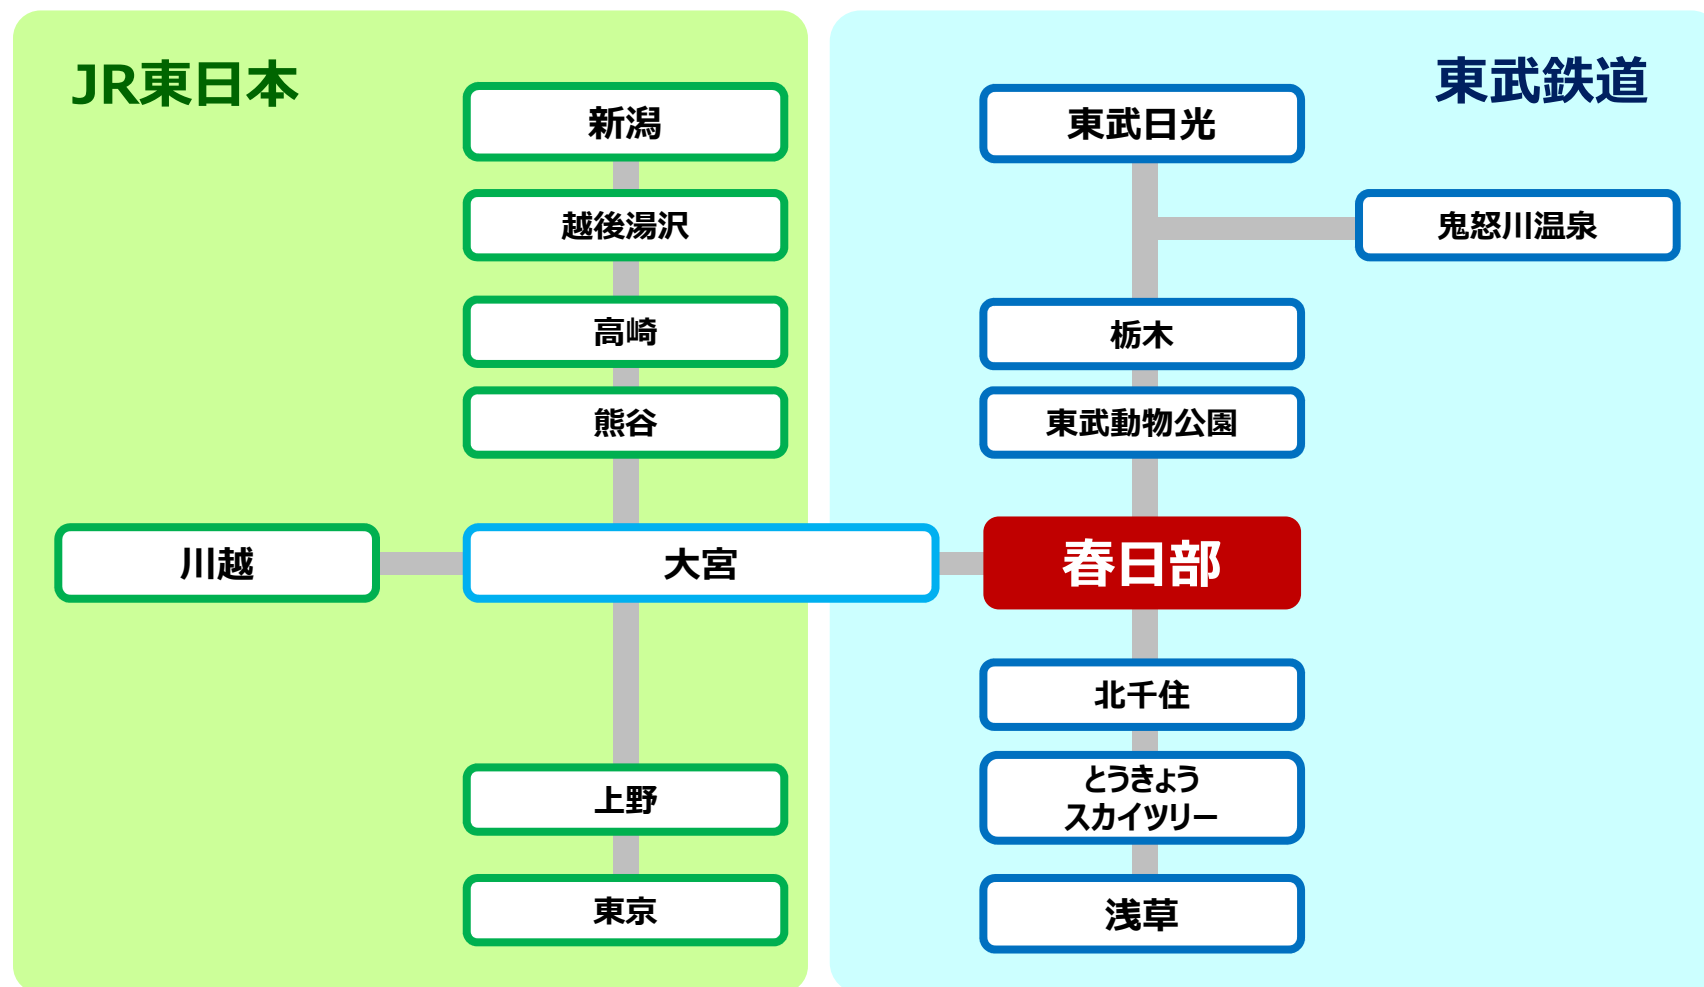 JR東日本
新潟
越後湯沢
高崎
熊谷
川越
大宮
上野
東京
東武鉄道
東武日光
鬼怒川温泉
栃木
東武動物公園
春日部
北千住
とうきょう
スカイツリー
浅草